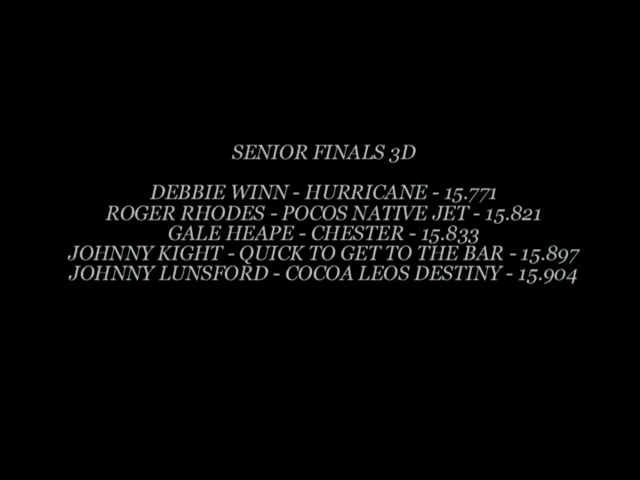 SENIOR FINALS 3D
DEBBIE WINN - HURRICANE - 15.771
ROGER RHODES - POCOS NATIVE JET - 15.821
GALE HEAPE - CHESTER - 15.833
JOHNNY KIGHT - QUICK TO GET TO THE BAR - 15.897
JOHNNY LUNSFORD - COCOA LEOS DESTINY - 15.904